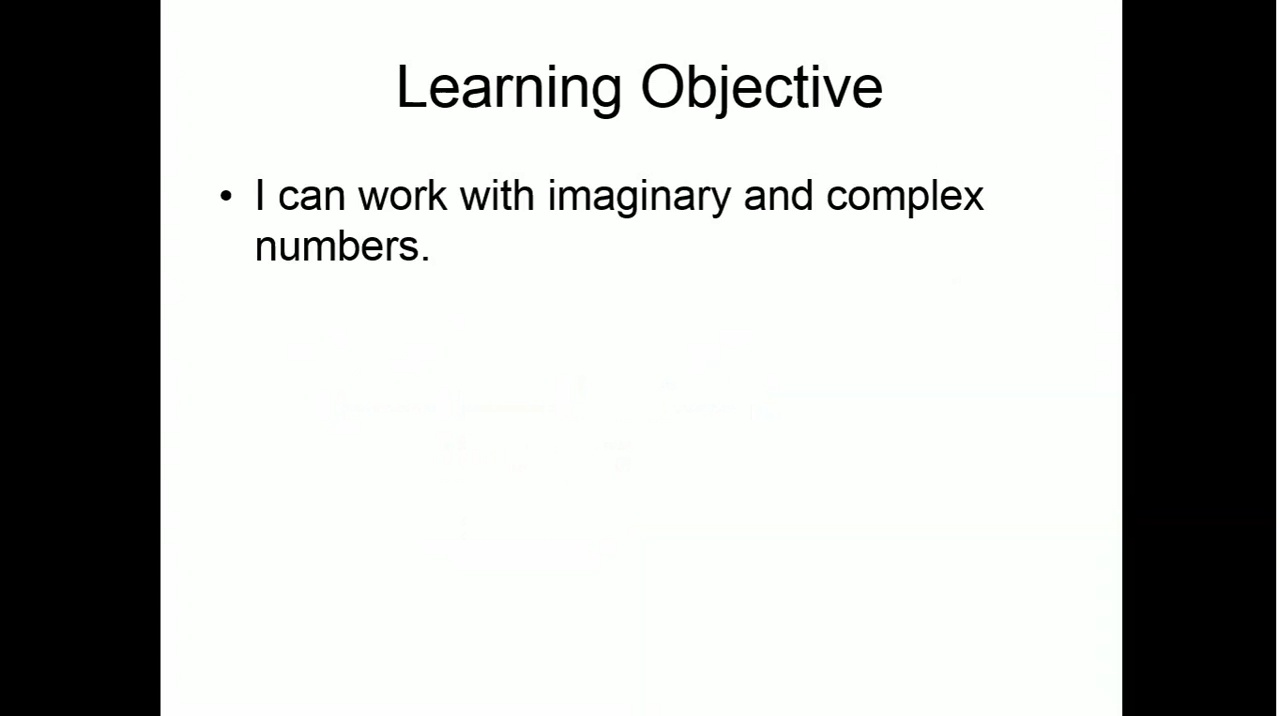 Learning Objective
• I can work with imaginary and complex
numbers.